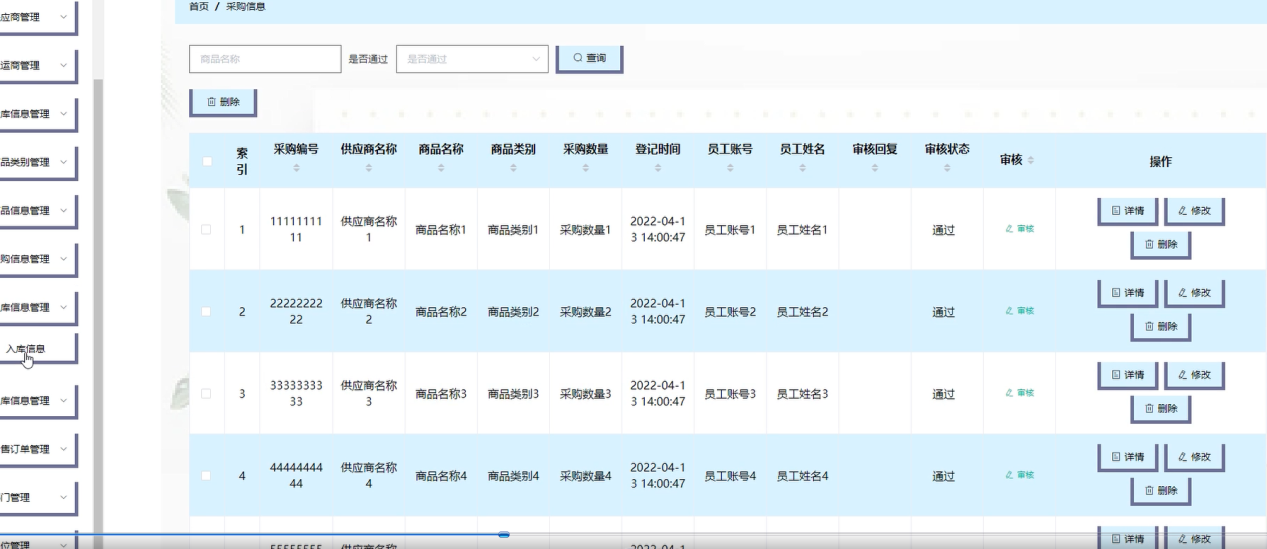 首页 / 采购信息
应商管理
运商管理
库信息管理
品类别管理
品信息管理
购信息管理
库信息管理
入库信息
库信息管理
售订单管理
门管理
位管理
商品名称 是否通过 是否通过 查询
删除
索引 采购编号 供应商名称 商品名称 商品类别 采购数量 登记时间 员工账号 员工姓名 审核回复 审核状态 审核 操作
1 1111111111 供应商名称1 商品名称1 商品类别1 采购数量1 2022-04-13 14:00:47 员工账号1 员工姓名1 通过 审核 详情 修改 删除
2 2222222222 供应商名称2 商品名称2 商品类别2 采购数量2 2022-04-13 14:00:47 员工账号2 员工姓名2 通过 审核 详情 修改 删除
3 3333333333 供应商名称3 商品名称3 商品类别3 采购数量3 2022-04-13 14:00:47 员工账号3 员工姓名3 通过 审核 详情 修改 删除
4 4444444444 供应商名称4 商品名称4 商品类别4 采购数量4 2022-04-13 14:00:47 员工账号4 员工姓名4 通过 审核 详情 修改 删除
55555555 供应商名称 2022-04-1 详情 修改